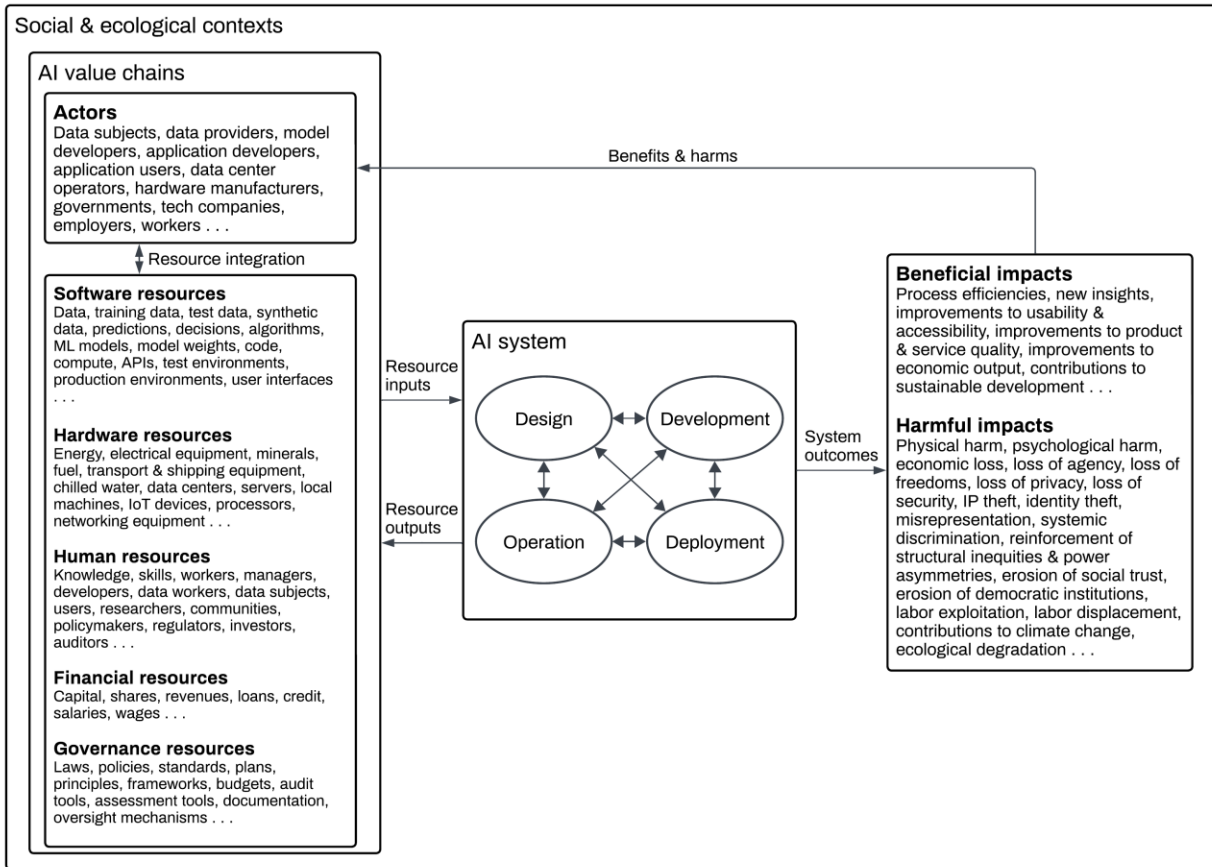 Social & ecological contexts
AI value chains
Actors
Data subjects, data providers, model
developers, application developers,
application users, data center
operators, hardware manufacturers,
governments, tech companies,
employers, workers . . .
Resource integration
Software resources
Data, training data, test data, synthetic
data, predictions, decisions, algorithms,
ML models, model weights, code,
compute, APIs, test environments,
production environments, user interfaces
. . .
Hardware resources
Energy, electrical equipment, minerals,
fuel, transport & shipping equipment,
chilled water, data centers, servers, local
machines, IoT devices, processors,
networking equipment . . .
Human resources
Knowledge, skills, workers, managers,
developers, data workers, data subjects,
users, researchers, communities,
policymakers, regulators, investors,
auditors . . .
Financial resources
Capital, shares, revenues, loans, credit,
salaries, wages . . .
Governance resources
Laws, policies, standards, plans,
principles, frameworks, budgets, audit
tools, assessment tools, documentation,
oversight mechanisms . . .
Resource
inputs
Resource
outputs
AI system
Design
Development
Operation
Deployment
System
outcomes
Benefits & harms
Beneficial impacts
Process efficiencies, new insights,
improvements to usability &
accessibility, improvements to product
& service quality, improvements to
economic output, contributions to
sustainable development . . .
Harmful impacts
Physical harm, psychological harm,
economic loss, loss of agency, loss of
freedoms, loss of privacy, loss of
security, IP theft, identity theft,
misrepresentation, systemic
discrimination, reinforcement of
structural inequities & power
asymmetries, erosion of social trust,
erosion of democratic institutions,
labor exploitation, labor displacement,
contributions to climate change,
ecological degradation . . .